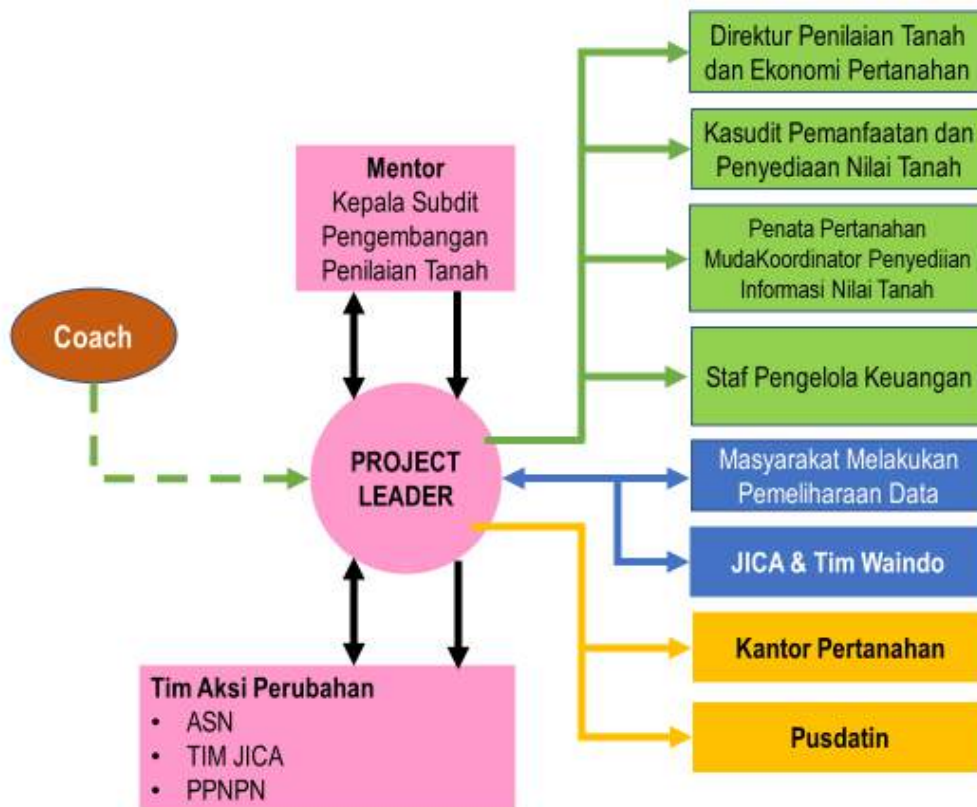 Coach
Mentor
Kepala Subdit
Pengembangan
Penilaian Tanah
PROJECT
LEADER
Tim Aksi Perubahan
• ASN
• TIM JICA
• PPNPN
Direktur Penilaian Tanah
dan Ekonomi Pertanahan
Kasudit Pemanfaatan dan
Penyediaan Nilai Tanah
Penata Pertanahan
MudaKoordinator Penyediian
Informasi Nilai Tanah
Staf Pengelola Keuangan
Masyarakat Melakukan
Pemeliharaan Data
JICA & Tim Waindo
Kantor Pertanahan
Pusdatin